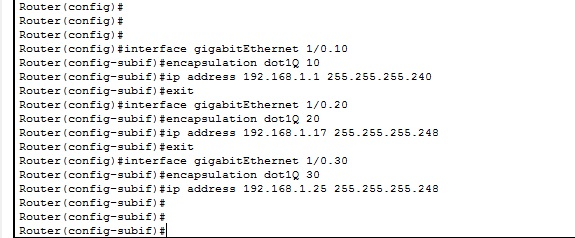 Router(config)#
Router(config)#
Router(config)#
Router(config)#interface gigabitEthernet 1/0.10
Router(config-subif)#encapsulation dot1Q 10
Router(config-subif)#ip address 192.168.1.1 255.255.255.240
Router(config-subif)#exit
Router(config)#interface gigabitEthernet 1/0.20
Router(config-subif)#encapsulation dot1Q 20
Router(config-subif)#ip address 192.168.1.17 255.255.255.248
Router(config-subif)#exit
Router(config)#interface gigabitEthernet 1/0.30
Router(config-subif)#encapsulation dot1Q 30
Router(config-subif)#ip address 192.168.1.25 255.255.255.248
Router(config-subif)#
Router(config-subif)#
Router(config-subif)#